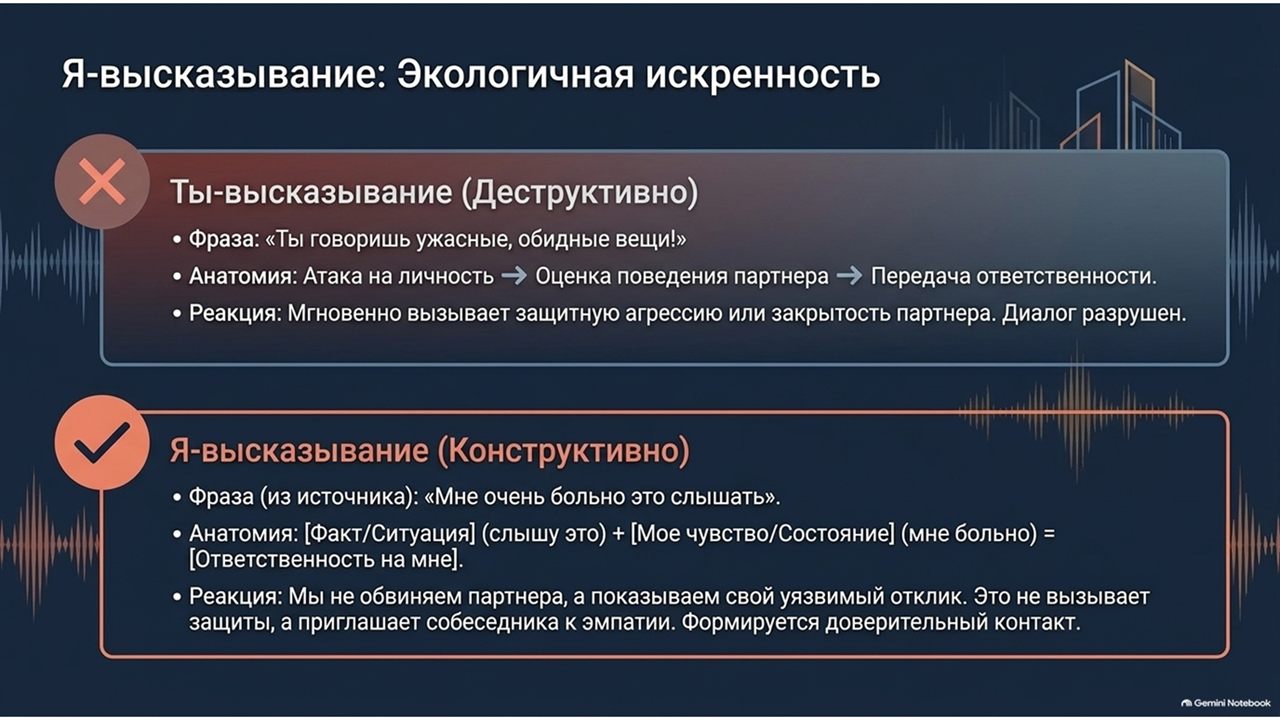 Я-высказывание: Экологичная искренность
Ты-высказывание (Деструктивно)
• Фраза: «Ты говоришь ужасные, обидные вещи!»
• Анатомия: Атака на личность → Оценка поведения партнера → Передача ответственности.
• Реакция: Мгновенно вызывает защитную агрессию или закрытость партнера. Диалог разрушен.
Я-высказывание (Конструктивно)
• Фраза (из источника): «Мне очень больно это слышать».
• Анатомия: [Факт/Ситуация] (слышу это) + [Мое чувство/Состояние] (мне больно) =
[Ответственность на мне].
• Реакция: Мы не обвиняем партнера, а показываем свой уязвимый отклик. Это не вызывает
защиты, а приглашает собеседника к эмпатии. Формируется доверительный контакт.
Gemini Notebook